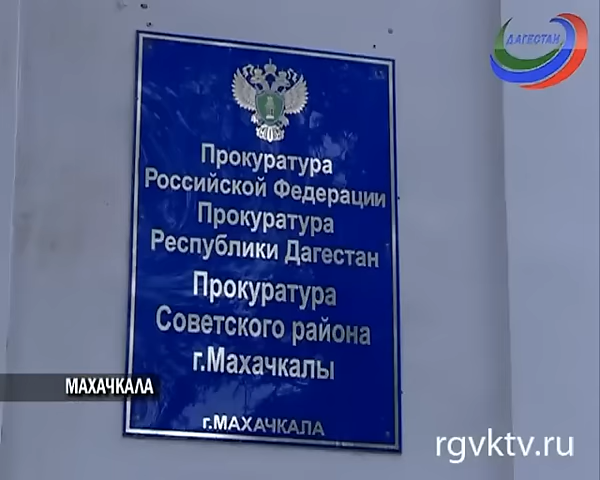 ДАГЕСТАН
Прокуратура
Российской Федерации
Прокуратура
Республики Дагестан
Прокуратура
Советского района
г.Махачкалы
г.МАХАЧКАЛА
МАХАЧКАЛА
rgvktv.ru